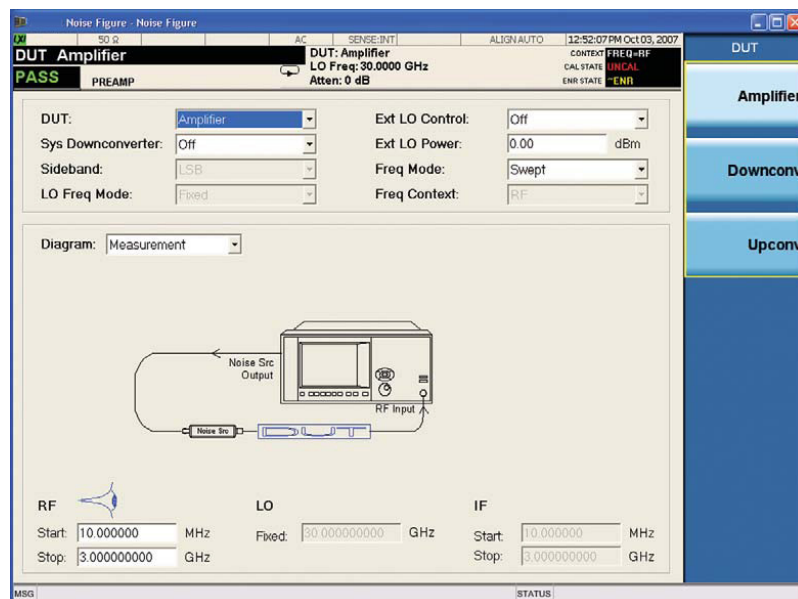 Noise Figure - Noise Figure
LXI 50 Ω AC SENSE:INT ALIGN AUTO 12:52:07 PM Oct 03, 2007
DUT Amplifier
DUT: Amplifier
LO Freq: 30.0000 GHz
Atten: 0 dB
CONTEXT FREQ=RF
CAL STATE UNCAL
ENR STATE ~ENR
PASS PREAMP
DUT
Amplifier
Downconv
Upconv
DUT: Amplifier
Ext LO Control: Off
Sys Downconverter: Off
Ext LO Power: 0.00 dBm
Sideband: LSB
Freq Mode: Swept
LO Freq Mode: Fixed
Freq Context: RF
Diagram: Measurement
Noise Src
Output
RF Input
Noise Src
RF
LO
IF
Start: 10.000000 MHz
Fixed: 30.000000000 GHz
Start: 10.000000 MHz
Stop: 3.000000000 GHz
Stop: 3.000000000 GHz
MSG
STATUS